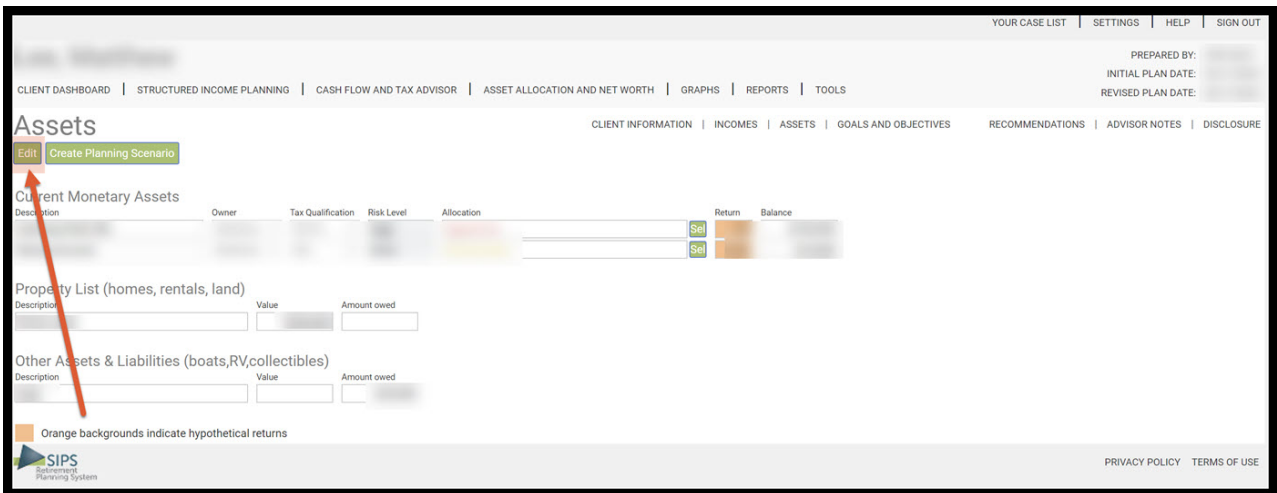 YOUR CASE LIST | SETTINGS | HELP | SIGN OUT
PREPARED BY:
INITIAL PLAN DATE:
CLIENT DASHBOARD | STRUCTURED INCOME PLANNING | CASH FLOW AND TAX ADVISOR | ASSET ALLOCATION AND NET WORTH | GRAPHS | REPORTS | TOOLS
REVISED PLAN DATE:
Assets
CLIENT INFORMATION | INCOMES | ASSETS | GOALS AND OBJECTIVES RECOMMENDATIONS | ADVISOR NOTES | DISCLOSURE
Edit Create Planning Scenario
Current Monetary Assets
Description Owner Tax Qualification Risk Level Allocation Return Balance
Sel
Sel
Property List (homes, rentals, land)
Description Value Amount owed
Other Assets & Liabilities (boats,RV,collectibles)
Description Value Amount owed
Orange backgrounds indicate hypothetical returns
SIPS
Retirement
Planning System
PRIVACY POLICY TERMS OF USE